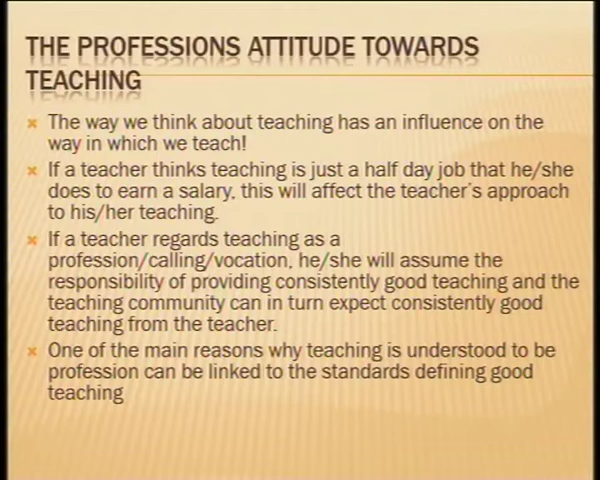 THE PROFESSIONS ATTITUDE TOWARDS
TEACHING
The way we think about teaching has an influence on the
way in which we teach!
If a teacher thinks teaching is just a half day job that he/she
does to earn a salary, this will affect the teacher's approach
to his/her teaching.
If a teacher regards teaching as a
profession/calling/vocation, he/she will assume the
responsibility of providing consistently good teaching and the
teaching community can in turn expect consistently good
teaching from the teacher.
One of the main reasons why teaching is understood to be
profession can be linked to the standards defining good
teaching